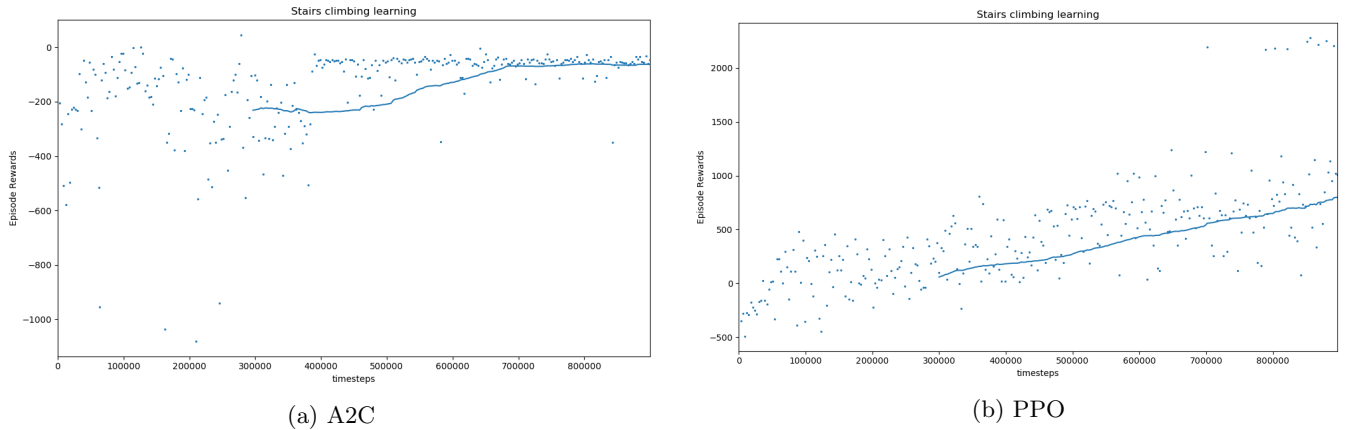 Stairs climbing learning
Episode Rewards
0
−200
−400
−600
−800
−1000
0 100000 200000 300000 400000 500000 600000 700000 800000
timesteps
(a) A2C
Stairs climbing learning
Episode Rewards
2000
1500
1000
500
0
−500
0 100000 200000 300000 400000 500000 600000 700000 800000
timesteps
(b) PPO